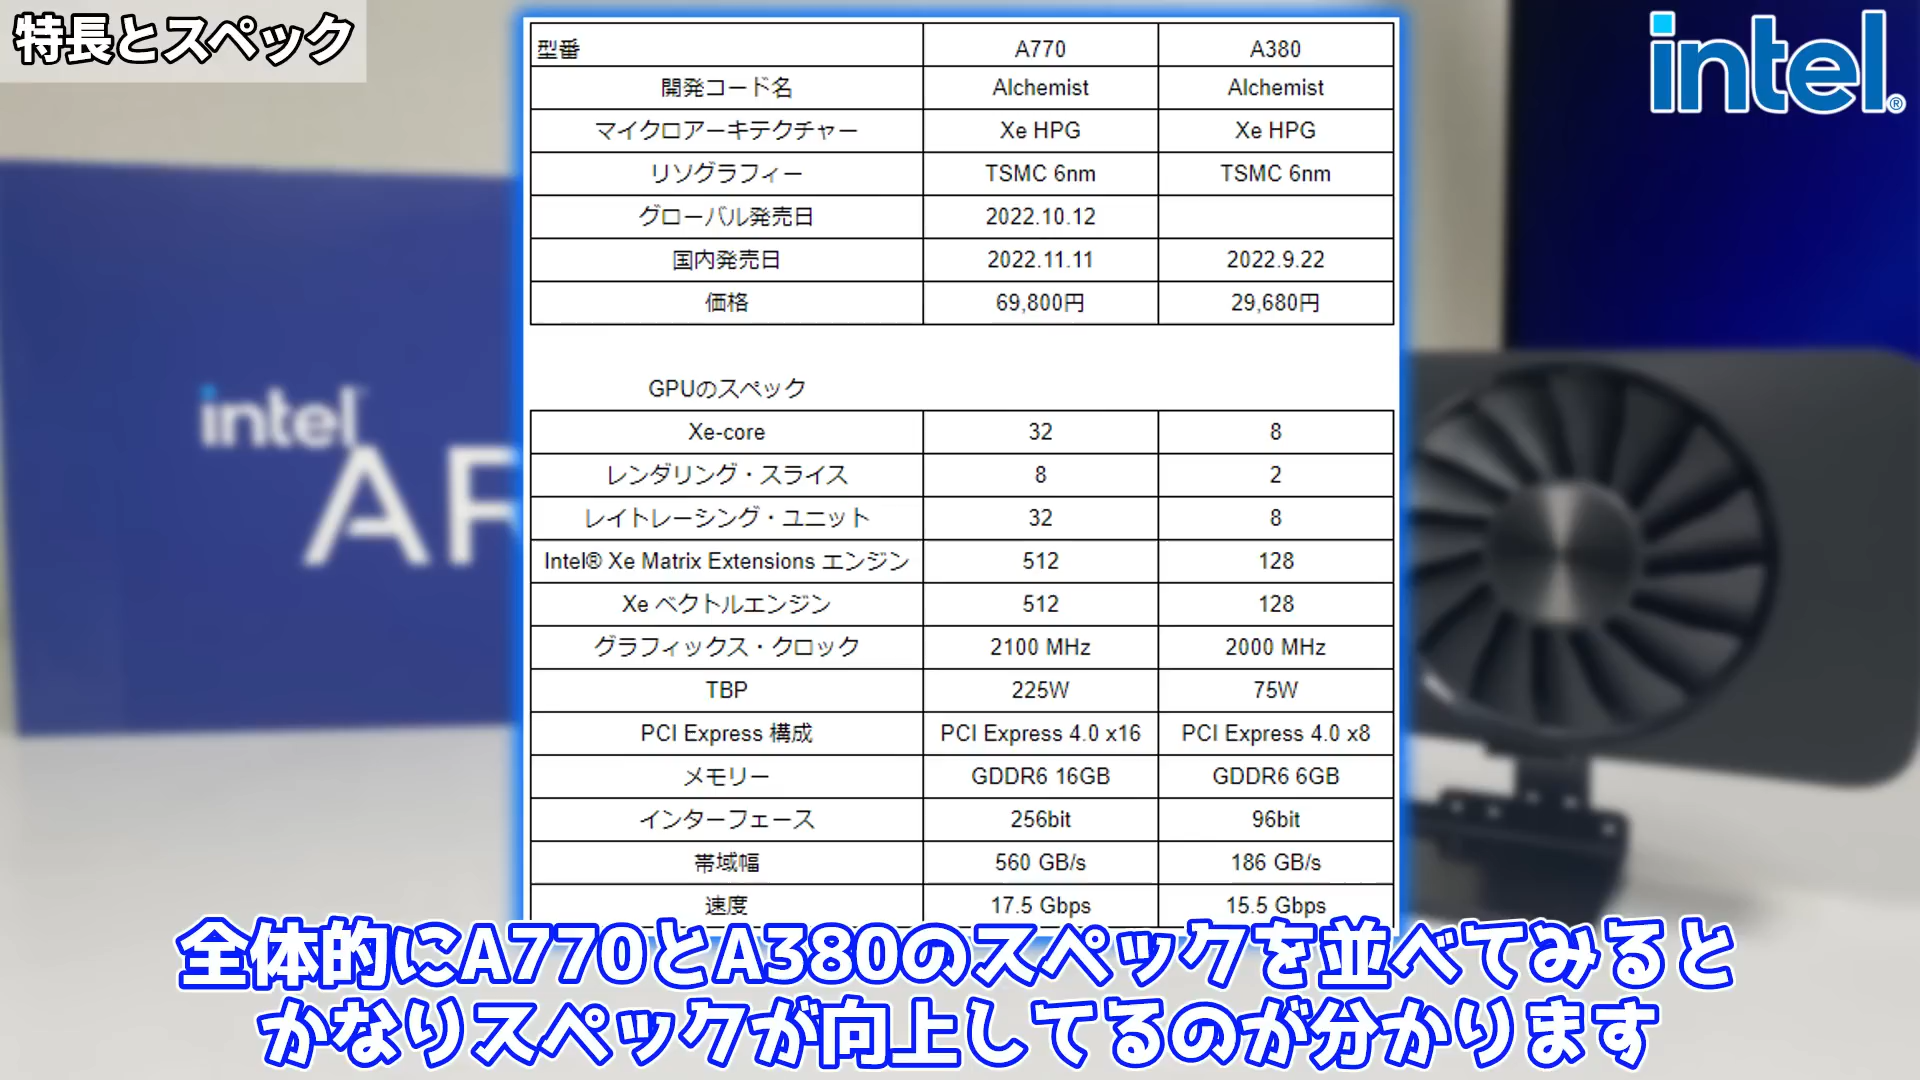 特長とスペック
intel®
intel
型番 A770 A380
開発コード名 Alchemist Alchemist
マイクロアーキテクチャー Xe HPG Xe HPG
リソグラフィー TSMC 6nm TSMC 6nm
グローバル発売日 2022.10.12
国内発売日 2022.11.11 2022.9.22
価格 69,800円 29,680円
GPUのスペック
Xe-core 32 8
レンダリング・スライス 8 2
レイトレーシング・ユニット 32 8
Intel® Xe Matrix Extensions エンジン 512 128
Xe ベクトルエンジン 512 128
グラフィックス・クロック 2100 MHz 2000 MHz
TBP 225W 75W
PCI Express 構成 PCI Express 4.0 x16 PCI Express 4.0 x8
メモリー GDDR6 16GB GDDR6 6GB
インターフェース 256bit 96bit
帯域幅 560 GB/s 186 GB/s
速度 17.5 Gbps 15.5 Gbps
全体的にA770とA380のスペックを並べてみると
かなりスペックが向上してるのが分かります